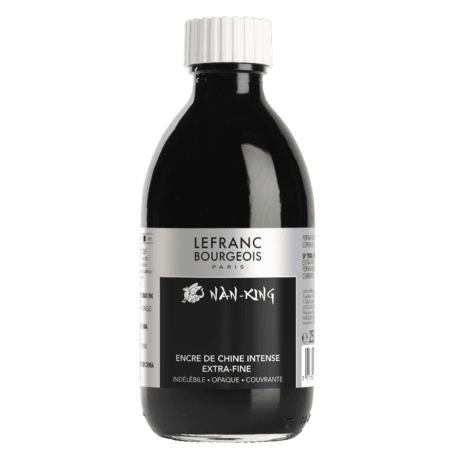 LEFRANC
BOURGEOIS
PARIS
NAN-KING
ENCRE DE CHINE INTENSE
EXTRA-FINE
INDÉLÉBILE • OPAQUE • COUVRANTE